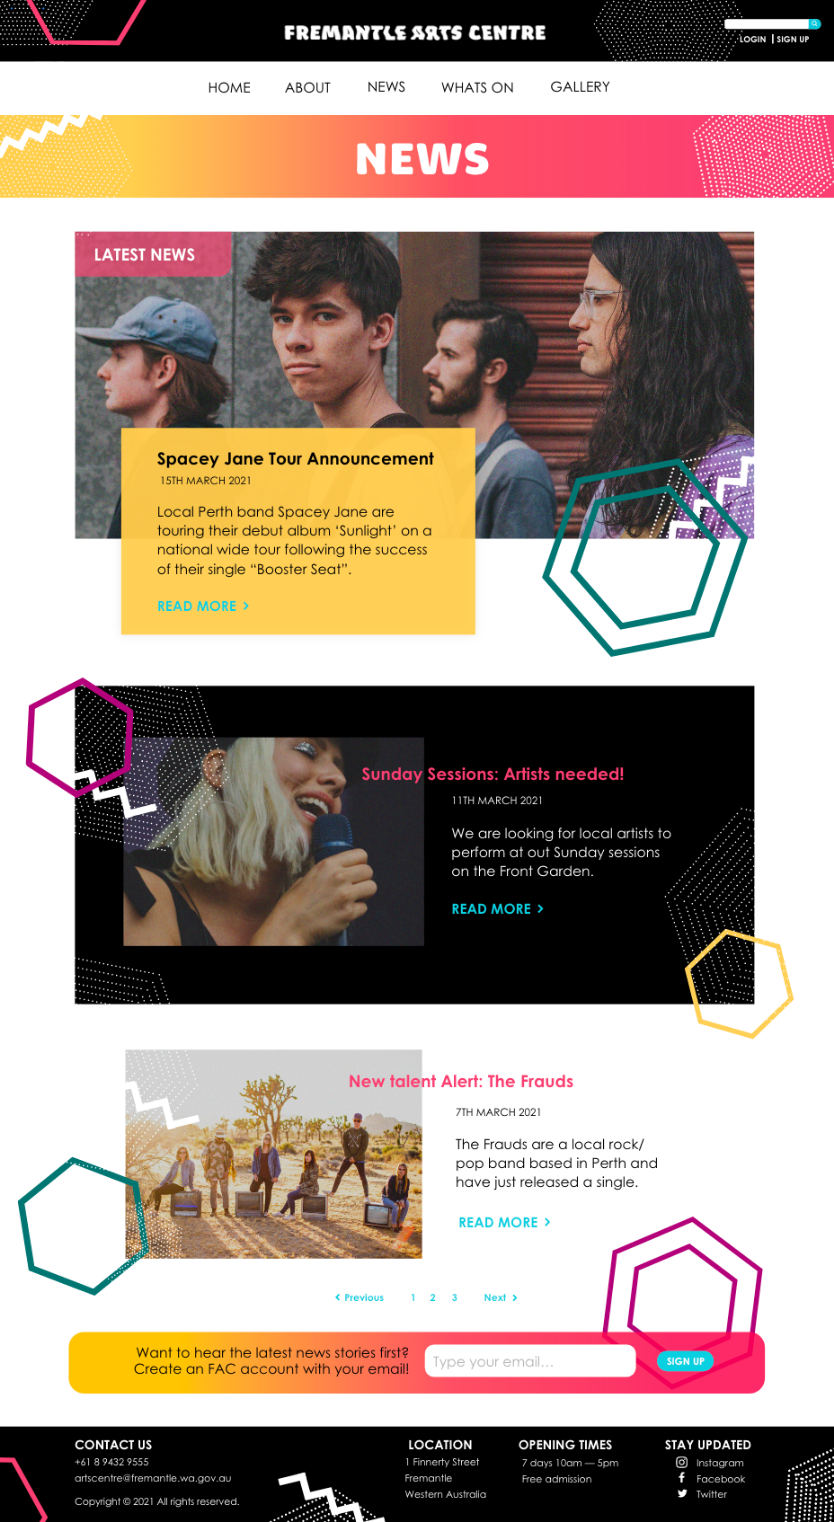 FREMANTLE ARTS CENTRE
LOGIN | SIGN UP
HOME ABOUT NEWS WHATS ON GALLERY
NEWS
LATEST NEWS
Spacey Jane Tour Announcement
15TH MARCH 2021
Local Perth band Spacey Jane are
touring their debut album ‘Sunlight’ on a
national wide tour following the success
of their single “Booster Seat”.
READ MORE >
Sunday Sessions: Artists needed!
11TH MARCH 2021
We are looking for local artists to
perform at out Sunday sessions
on the Front Garden.
READ MORE >
New talent Alert: The Frauds
7TH MARCH 2021
The Frauds are a local rock/
pop band based in Perth and
have just released a single.
READ MORE >
< Previous 1 2 3 Next >
Want to hear the latest news stories first?
Create an FAC account with your email!
Type your email...
SIGN UP
CONTACT US
+61 8 9432 9555
artscentre@fremantle.wa.gov.au
Copyright © 2021 All rights reserved.
LOCATION
1 Finnerty Street
Fremantle
Western Australia
OPENING TIMES
7 days 10am — 5pm
Free admission
STAY UPDATED
Instagram
Facebook
Twitter